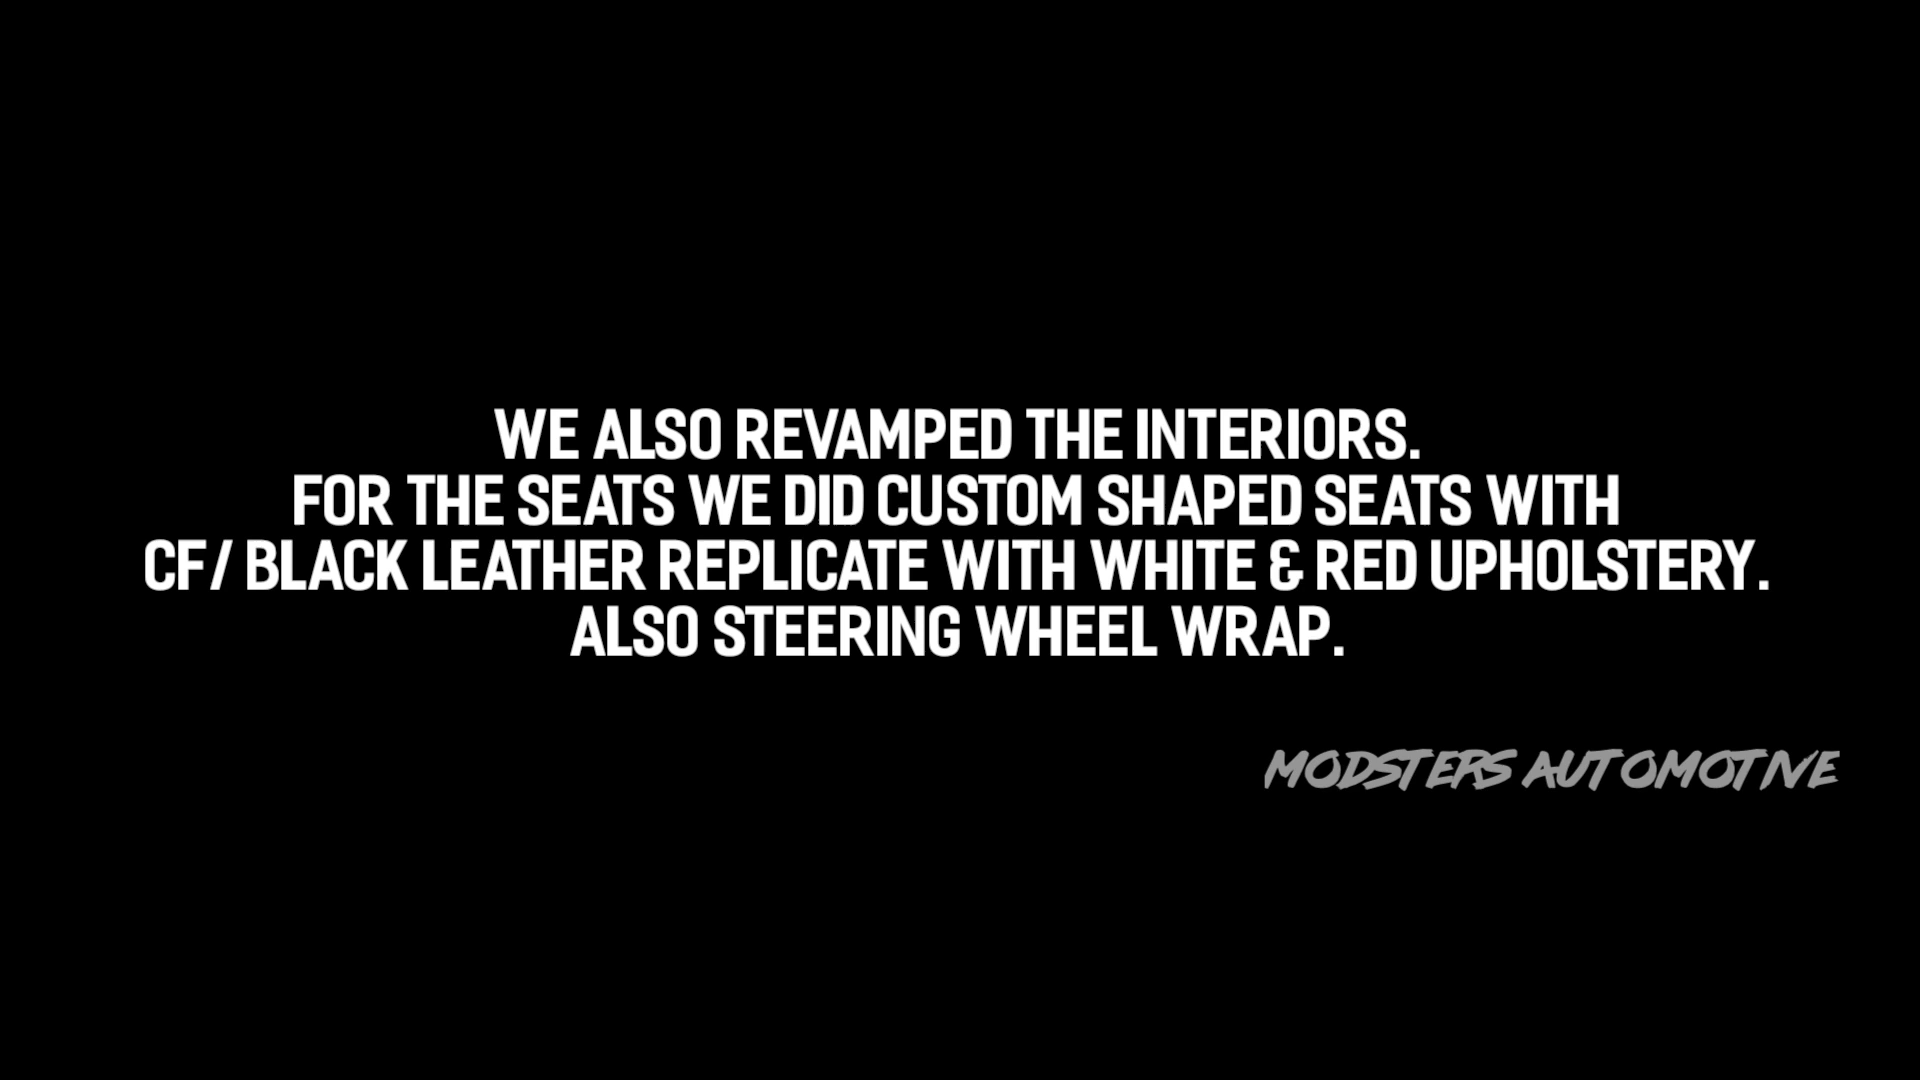 WE ALSO REVAMPED THE INTERIORS.
FOR THE SEATS WE DID CUSTOM SHAPED SEATS WITH
CF/ BLACK LEATHER REPLICATE WITH WHITE & RED UPHOLSTERY.
ALSO STEERING WHEEL WRAP.
MODSTERS AUTOMOTIVE